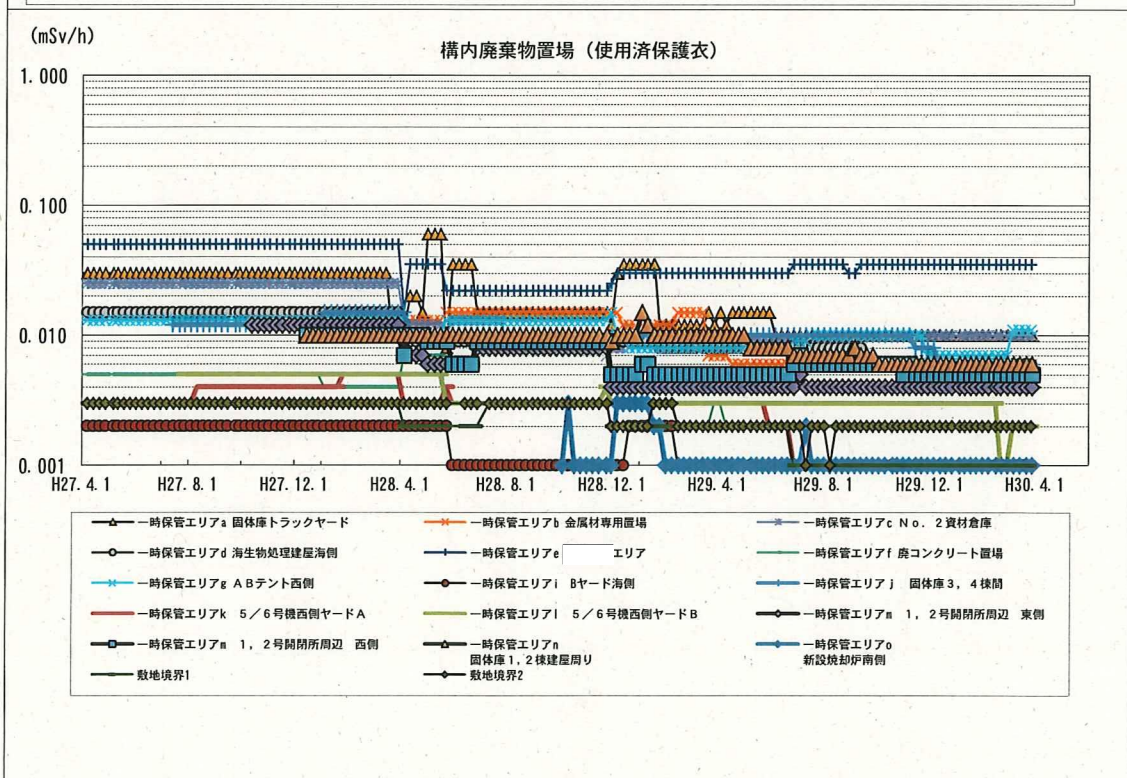 (mSv/h)
構内廃棄物置場（使用済保護衣）
1.000
0.100
0.010
0.001
H27.4.1 H27.8.1 H27.12.1 H28.4.1 H28.8.1 H28.12.1 H29.4.1 H29.8.1 H29.12.1 H30.4.1
一時保管エリアa 固体庫トラックヤード 一時保管エリアb 金属材専用置場 一時保管エリアc Ｎｏ．２資材倉庫
一時保管エリアd 海生物処理建屋海側 一時保管エリアe エリア 一時保管エリアf 廃コンクリート置場
一時保管エリアg ＡＢテント西側 一時保管エリアi Ｂヤード海側 一時保管エリアj 固体庫３，４棟間
一時保管エリアk ５／６号機西側ヤードＡ 一時保管エリアl ５／６号機西側ヤードＢ 一時保管エリアm １，２号開閉所周辺 東側
一時保管エリアm １，２号開閉所周辺 西側 一時保管エリアn 一時保管エリアo
固体庫１,２棟建屋周り 新設焼却炉南側
敷地境界1 敷地境界2